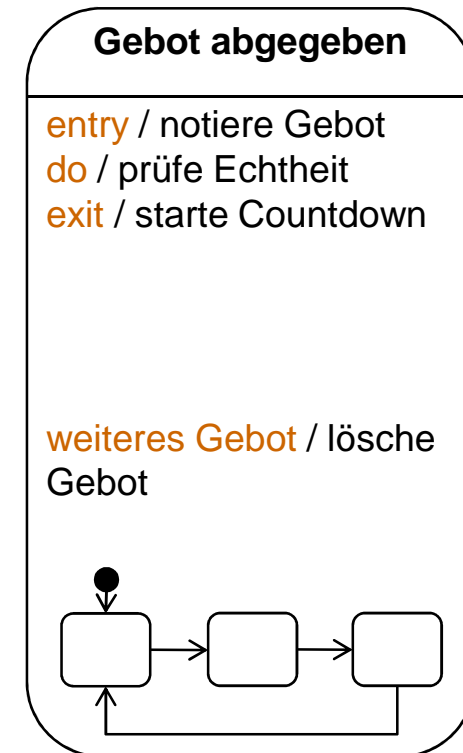 Gebot abgegeben
entry / notiere Gebot
do / prüfe Echtheit
exit / starte Countdown
weiteres Gebot / lösche
Gebot